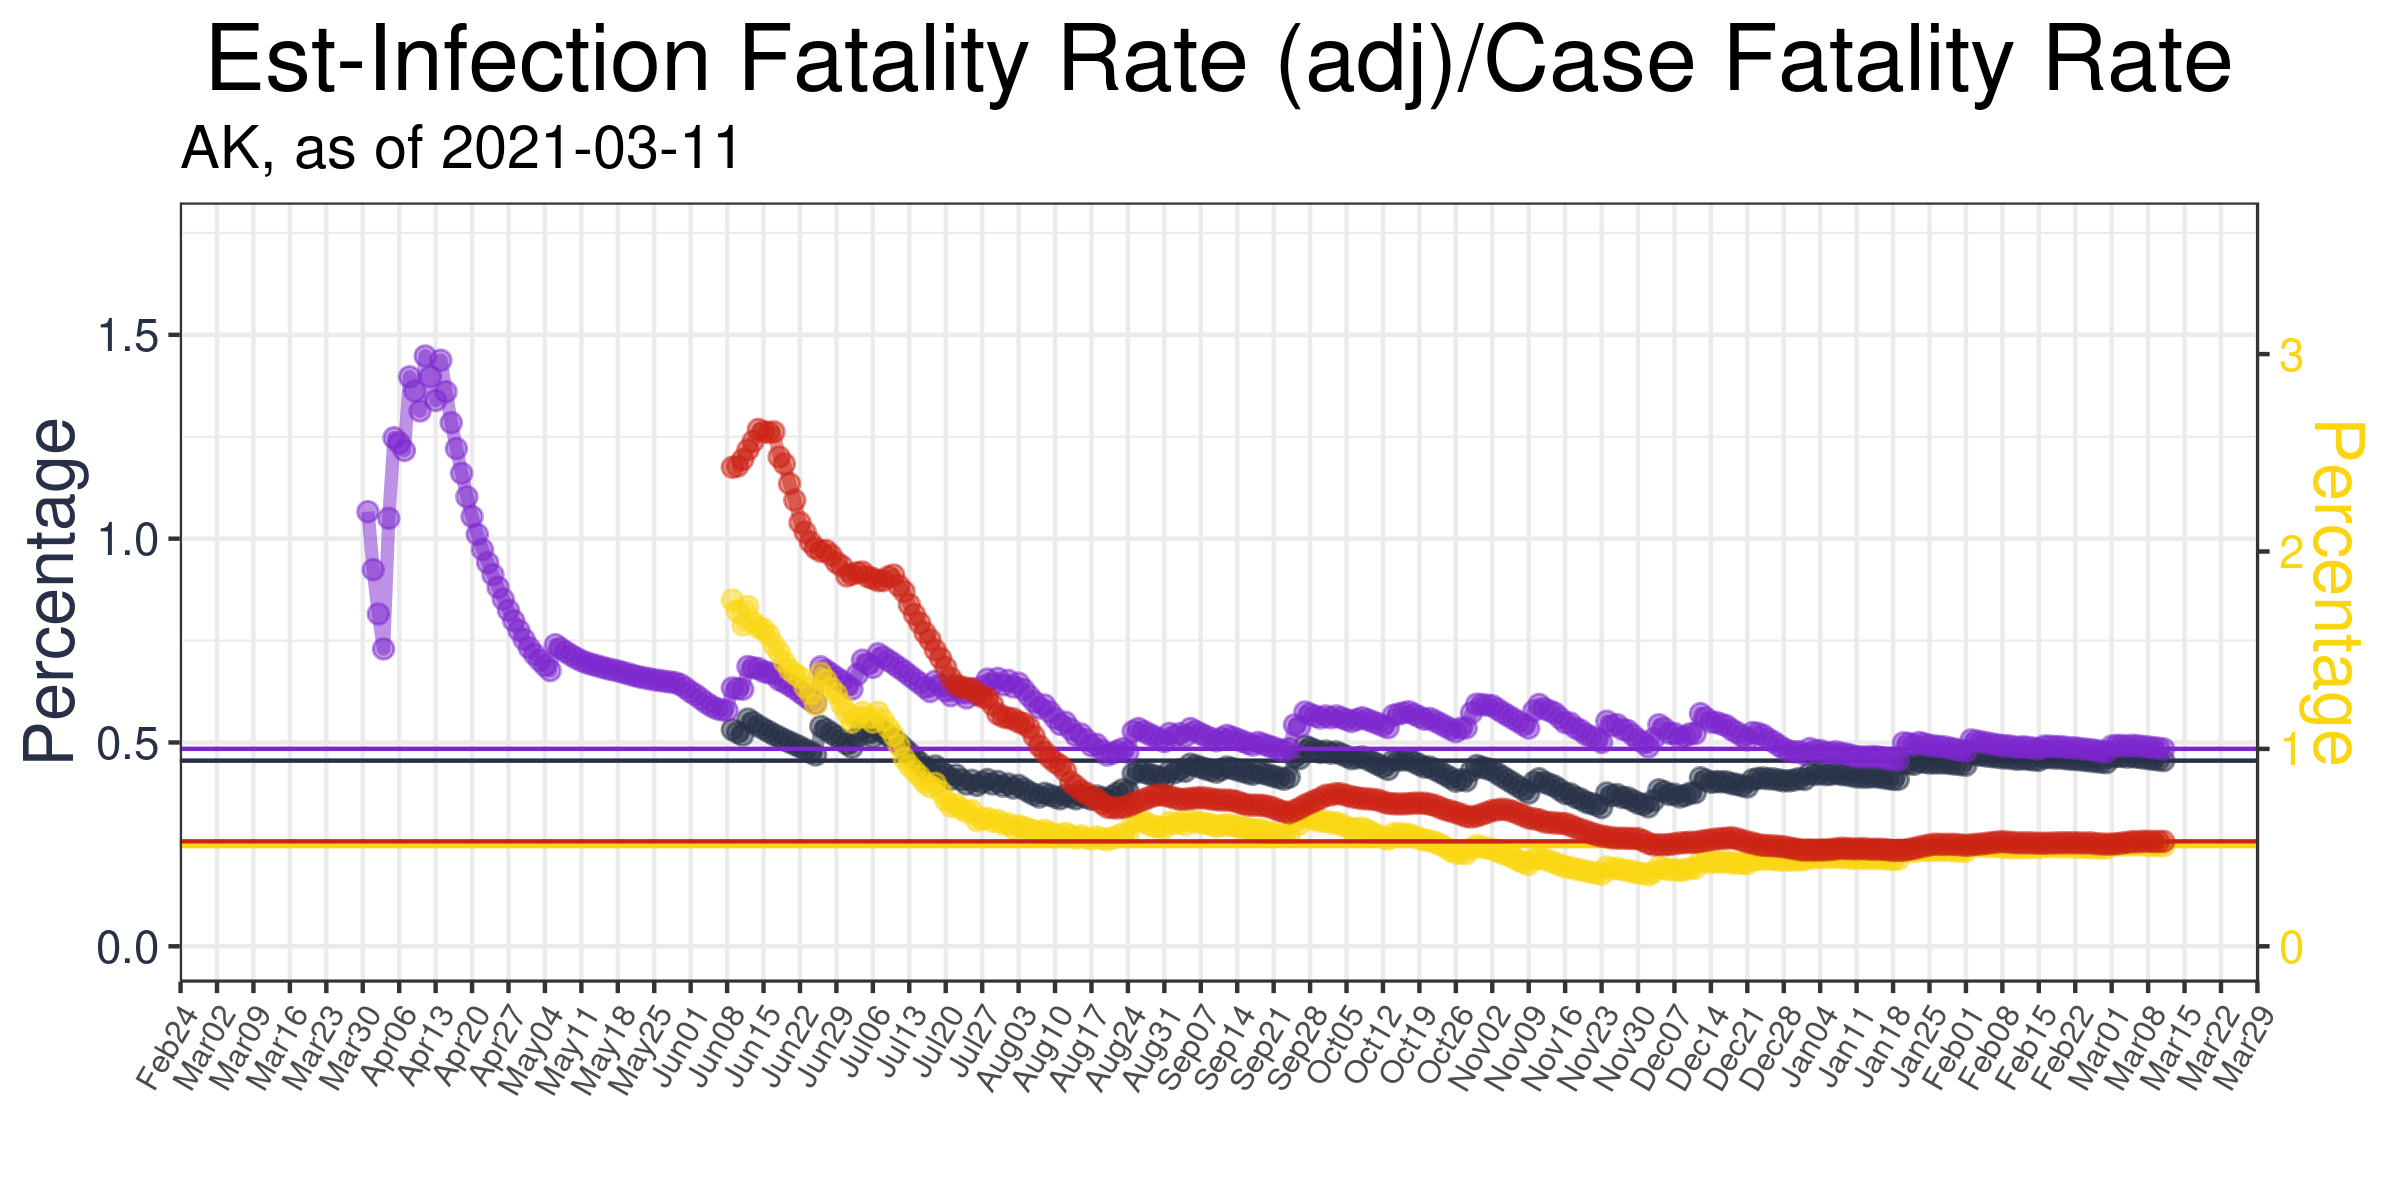 Est-Infection Fatality Rate (adj)/Case Fatality Rate
AK, as of 2021-03-11
Percentage
1.5
1.0
0.5
0.0
3
2
1
0
Percentage
Feb24
Mar02
Mar09
Mar16
Mar23
Mar30
Apr06
Apr13
Apr20
Apr27
May04
May11
May18
May25
Jun01
Jun08
Jun15
Jun22
Jun29
Jul06
Jul13
Jul20
Jul27
Aug03
Aug10
Aug17
Aug24
Aug31
Sep07
Sep14
Sep21
Sep28
Oct05
Oct12
Oct19
Oct26
Nov02
Nov09
Nov16
Nov23
Nov30
Dec07
Dec14
Dec21
Dec28
Jan04
Jan11
Jan18
Jan25
Feb01
Feb08
Feb15
Feb22
Mar01
Mar08
Mar15
Mar22
Mar29